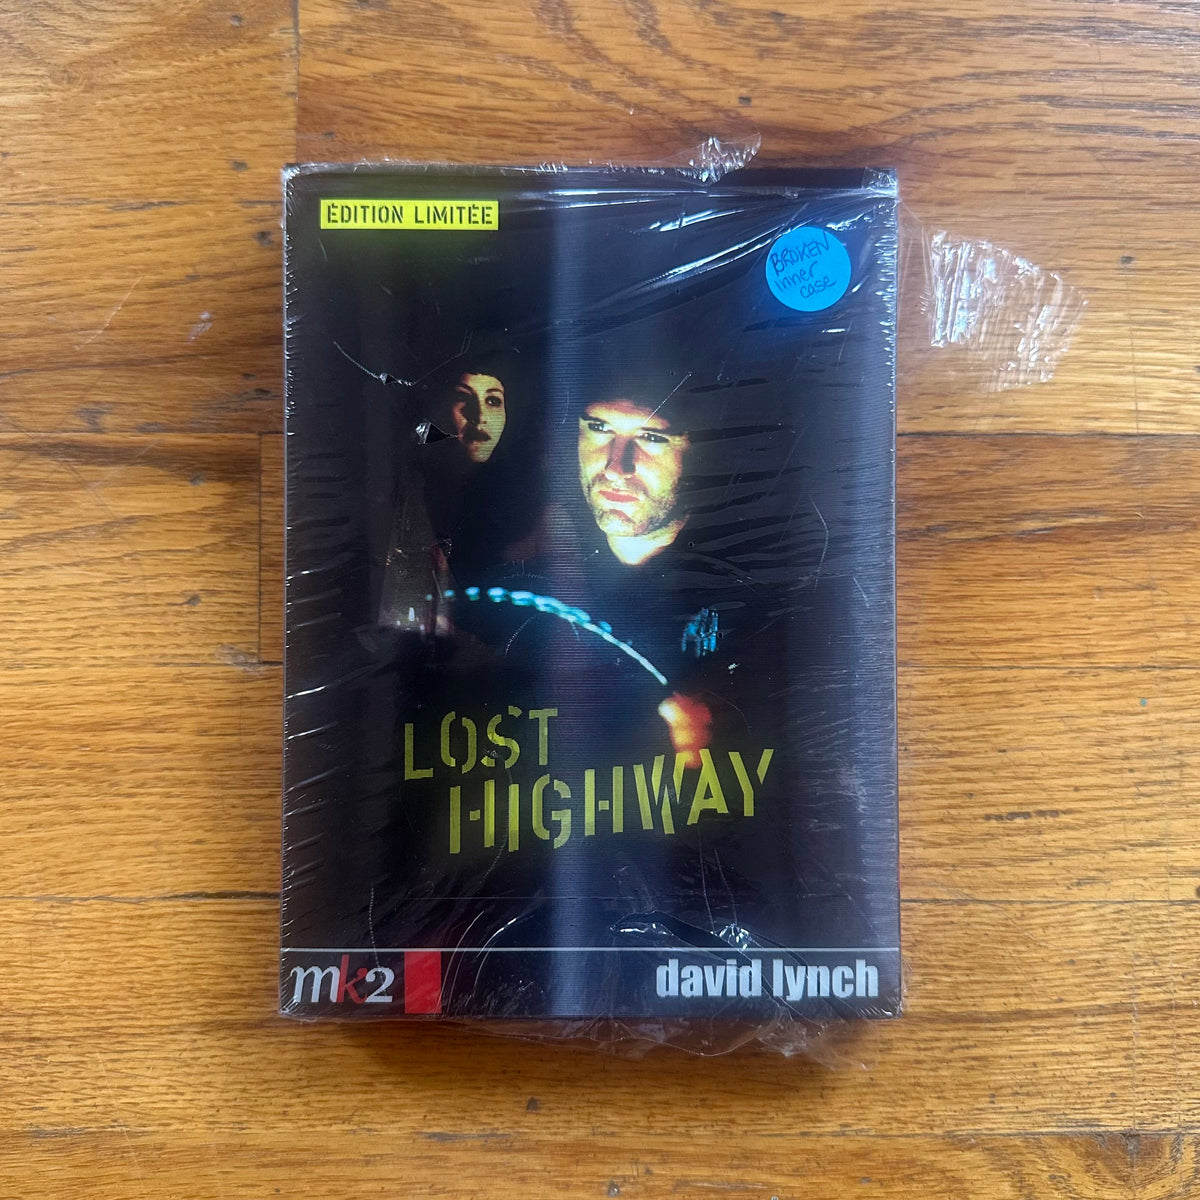 ÉDITION LIMITÉE
BROKEN
inner
case
LOST
HIGHWAY
mk2
david lynch